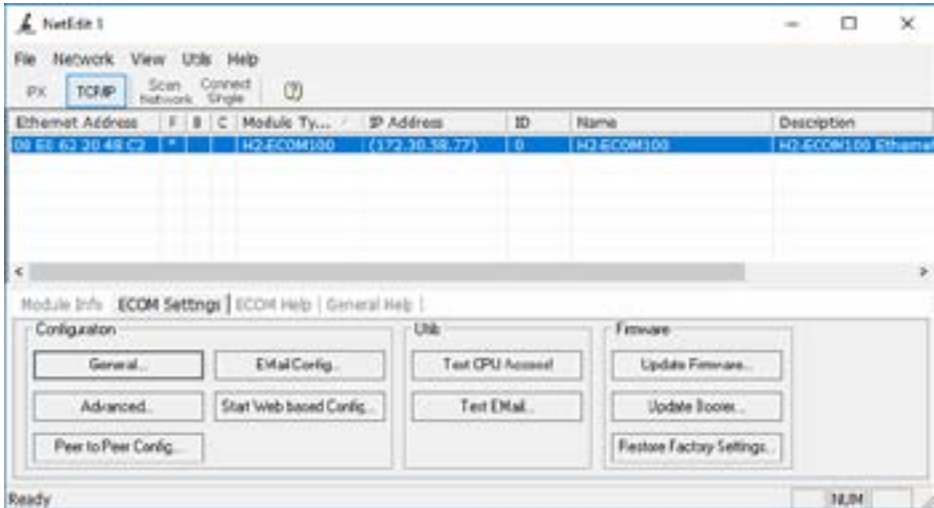 NetEdit 3
File Network View Utils Help
IPX TCP/IP Scan Network Connect Single
Ethernet Address F B C Module Ty... IP Address ID Name Description
00 E0 62 20 48 C2 * H2-ECOM100 (172.30.58.77) 0 H2-ECOM100 H2-ECOM100 Etherne
Module Info ECOM Settings ECOM Help General Help
Configuration Utils Firmware
General... EMail Config... Test CPU Access! Update Firmware...
Advanced... Start Web based Config... Test EMail... Update Booter...
Peer to Peer Config... Restore Factory Settings...
Ready NUM